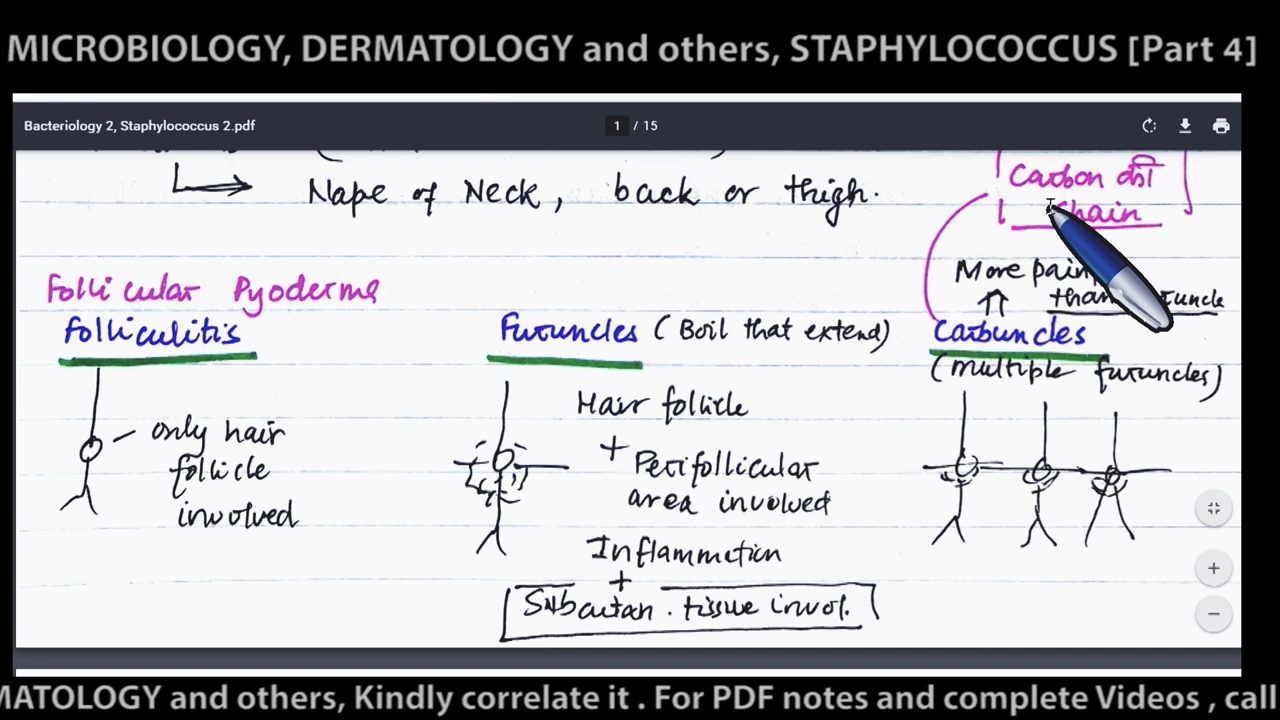 MICROBIOLOGY, DERMATOLOGY and others, STAPHYLOCOCCUS [Part 4]
Bacteriology 2, Staphylococcus 2.pdf
1 / 15
Nape of Neck, back or thigh.
Carbon
Chain
More
than
Follicular Pyoderma
Folliculitis
Furuncles (Boil that extend)
Carbuncles
(multiple furuncles)
only hair
follicle
involved
Hair follicle
+
Perifollicular
area involved
Inflammation
+
Subcutan. tissue invol.
MATOLOGY and others, Kindly correlate it . For PDF notes and complete Videos , call